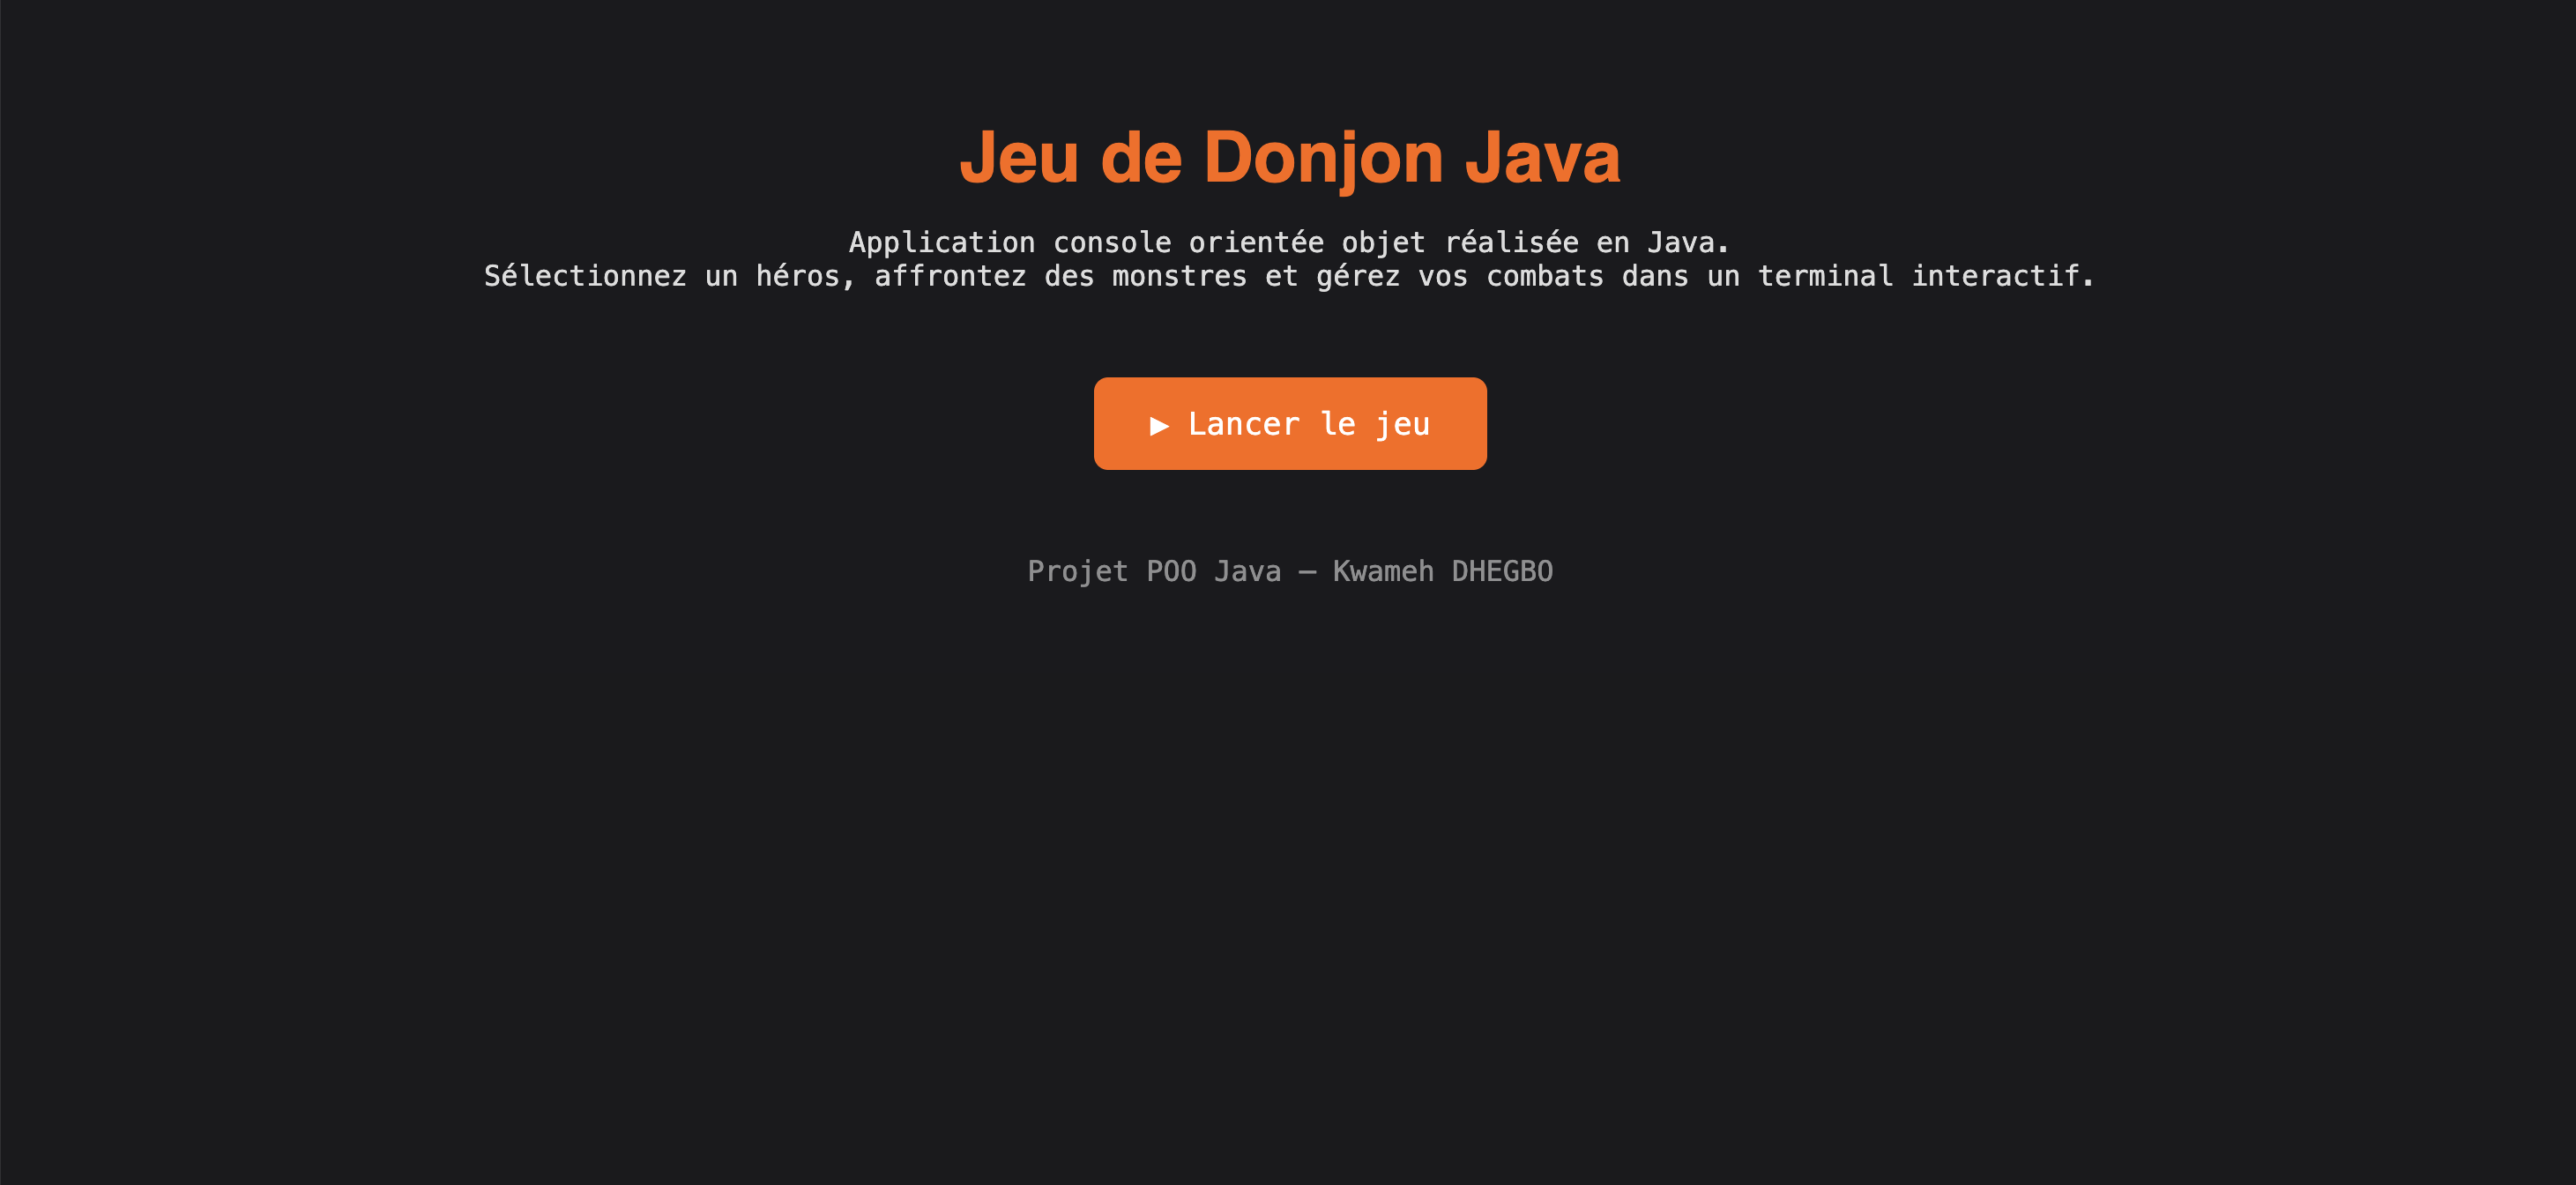 Jeu de Donjon Java
Application console orientée objet réalisée en Java.
Sélectionnez un héros, affrontez des monstres et gérez vos combats dans un terminal interactif.
▶ Lancer le jeu
Projet POO Java — Kwameh DHEGBO